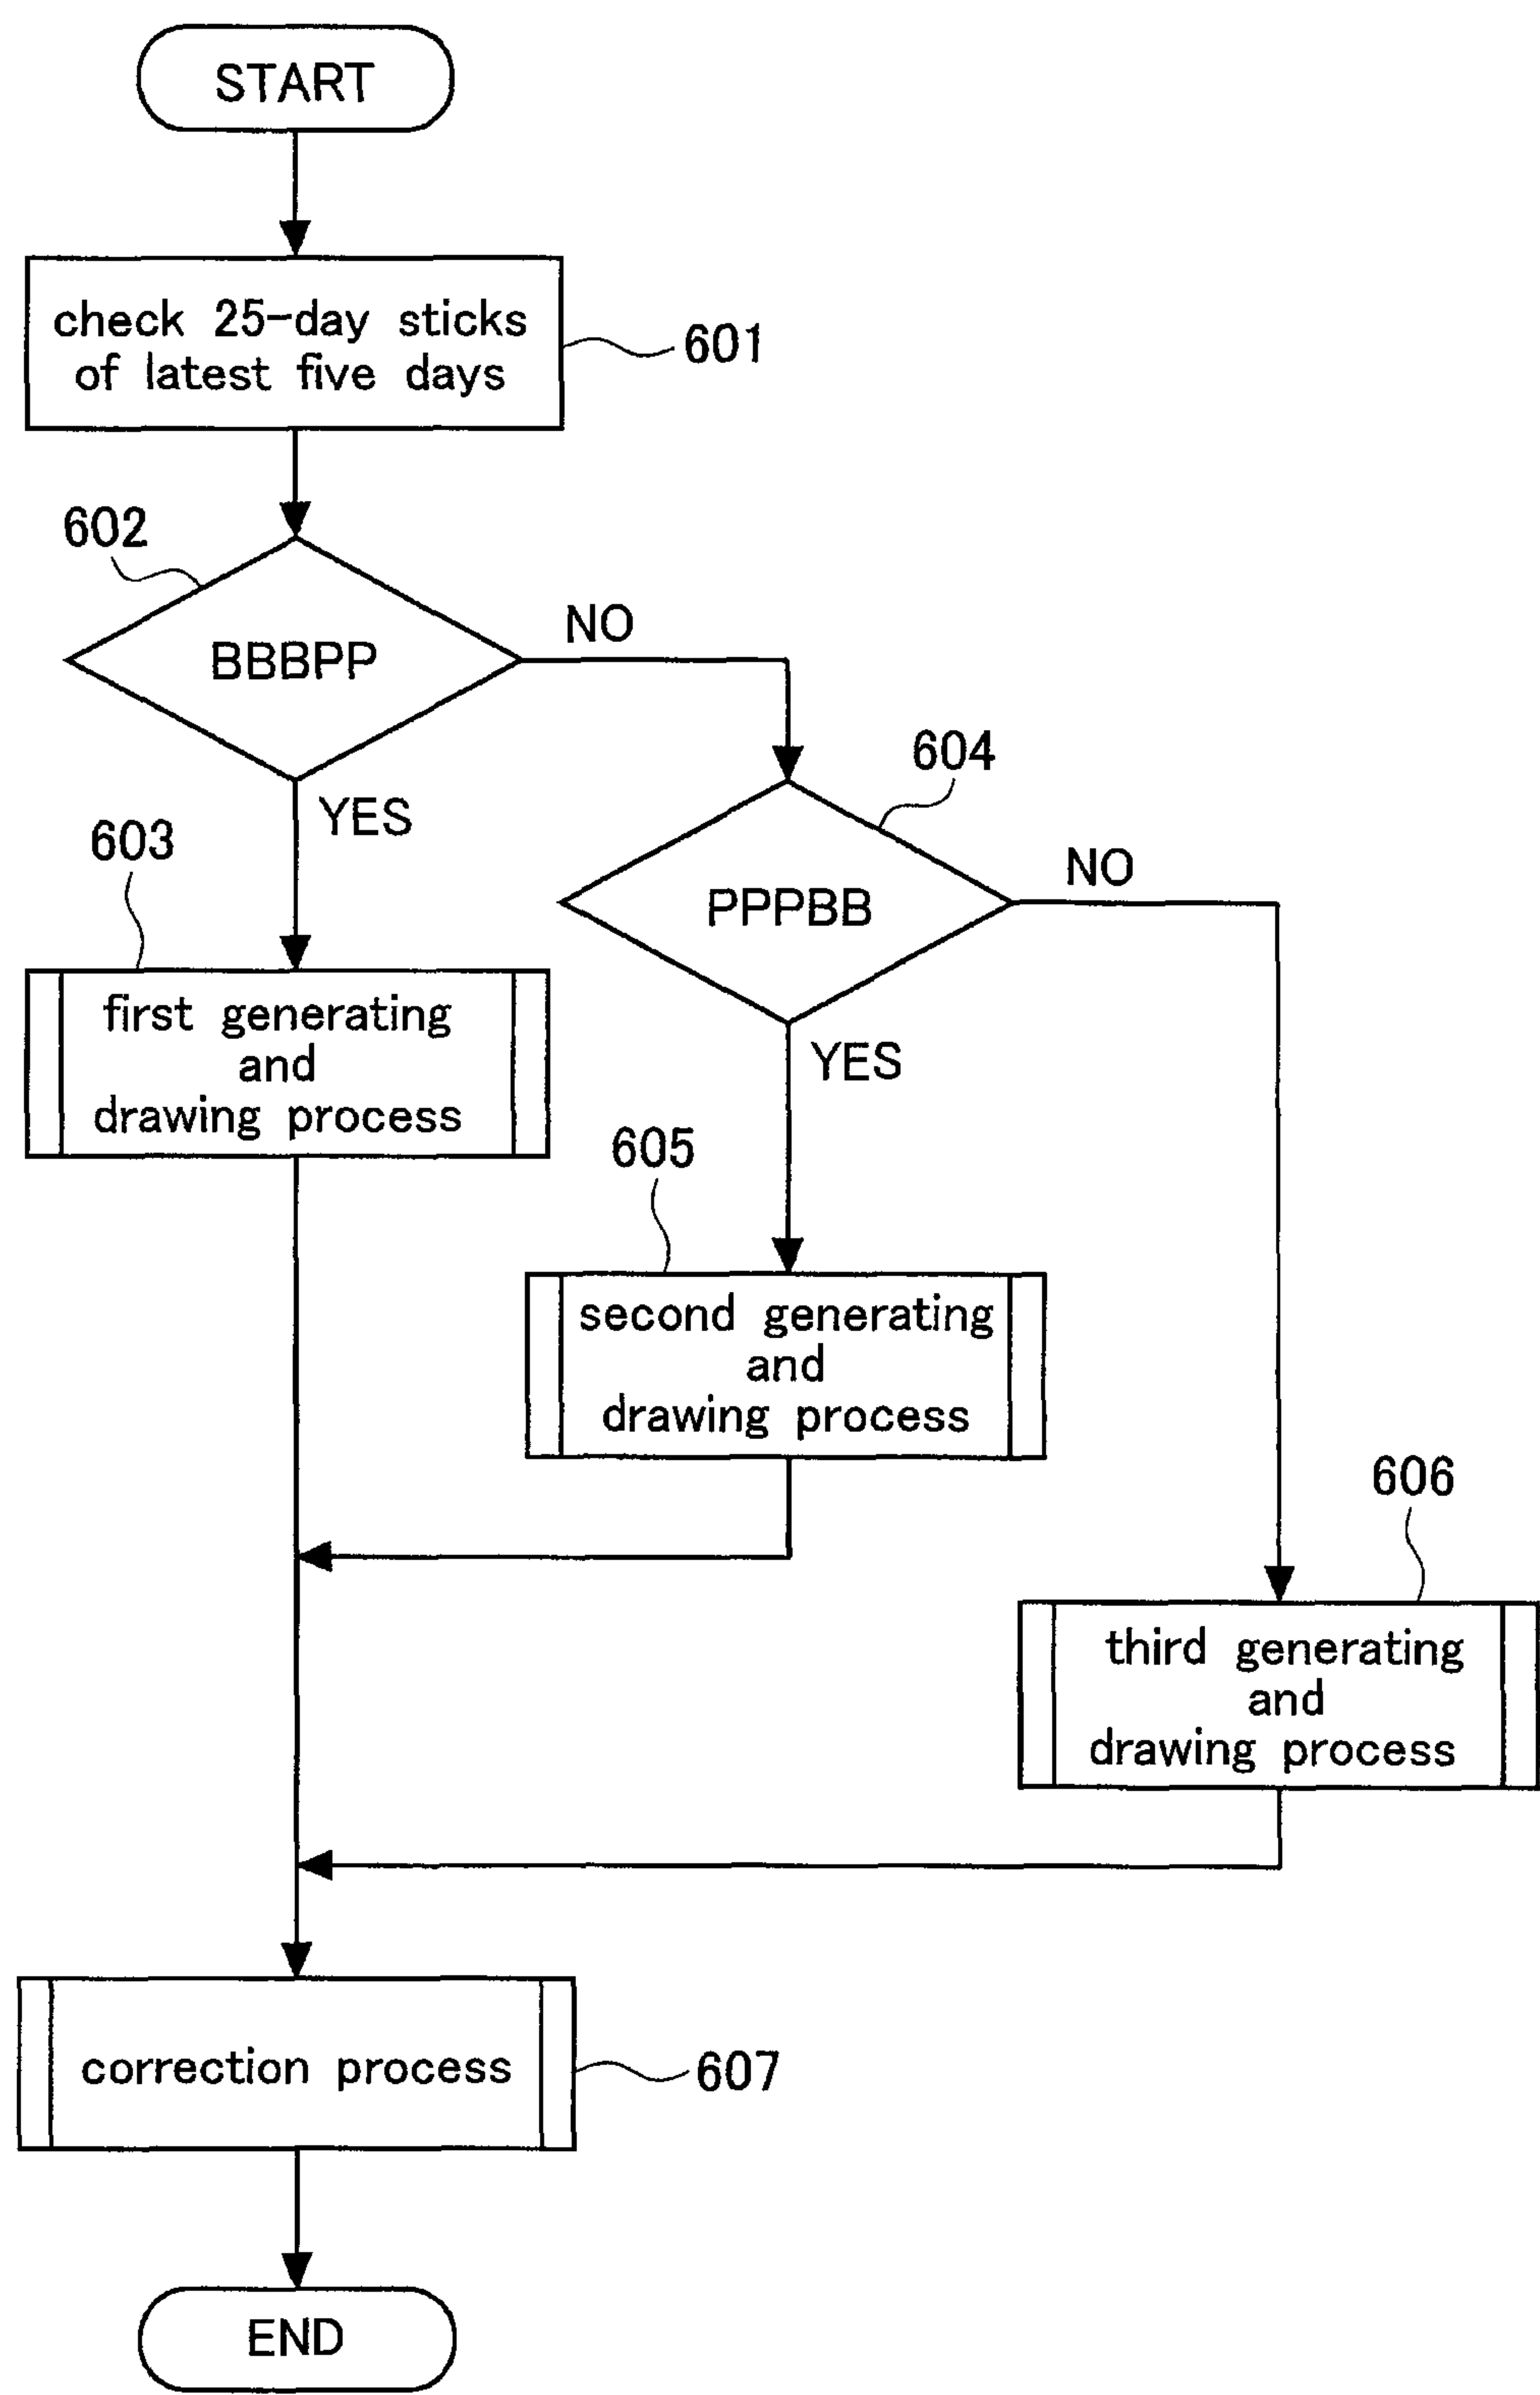 START
check 25-day sticks
of latest five days
601
602
BBBPP
NO
YES
604
PPPBB
NO
YES
603
first generating
and
drawing process
605
second generating
and
drawing process
606
third generating
and
drawing process
correction process
607
END